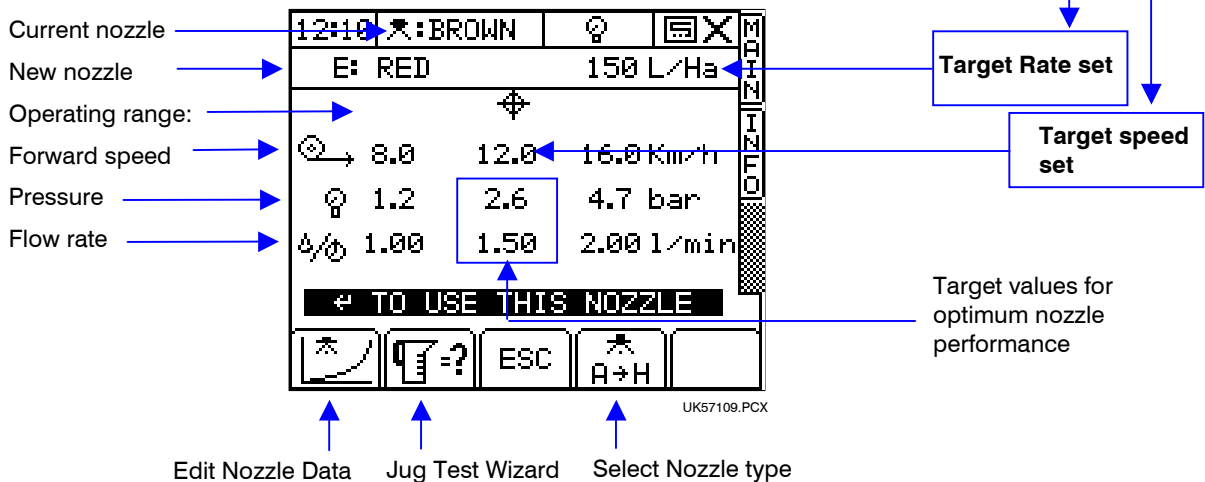 Current nozzle
New nozzle
Operating range:
Forward speed
Pressure
Flow rate
12:10 :BROWN
E: RED 150 L/Ha
8.0 12.0 16.0 Km/h
1.2 2.6 4.7 bar
1.00 1.50 2.00 l/min
↵ TO USE THIS NOZZLE
=? ESC A→H
MAIN
INFO
Target Rate set
Target speed
set
Target values for
optimum nozzle
performance
UK57109.PCX
Edit Nozzle Data Jug Test Wizard Select Nozzle type